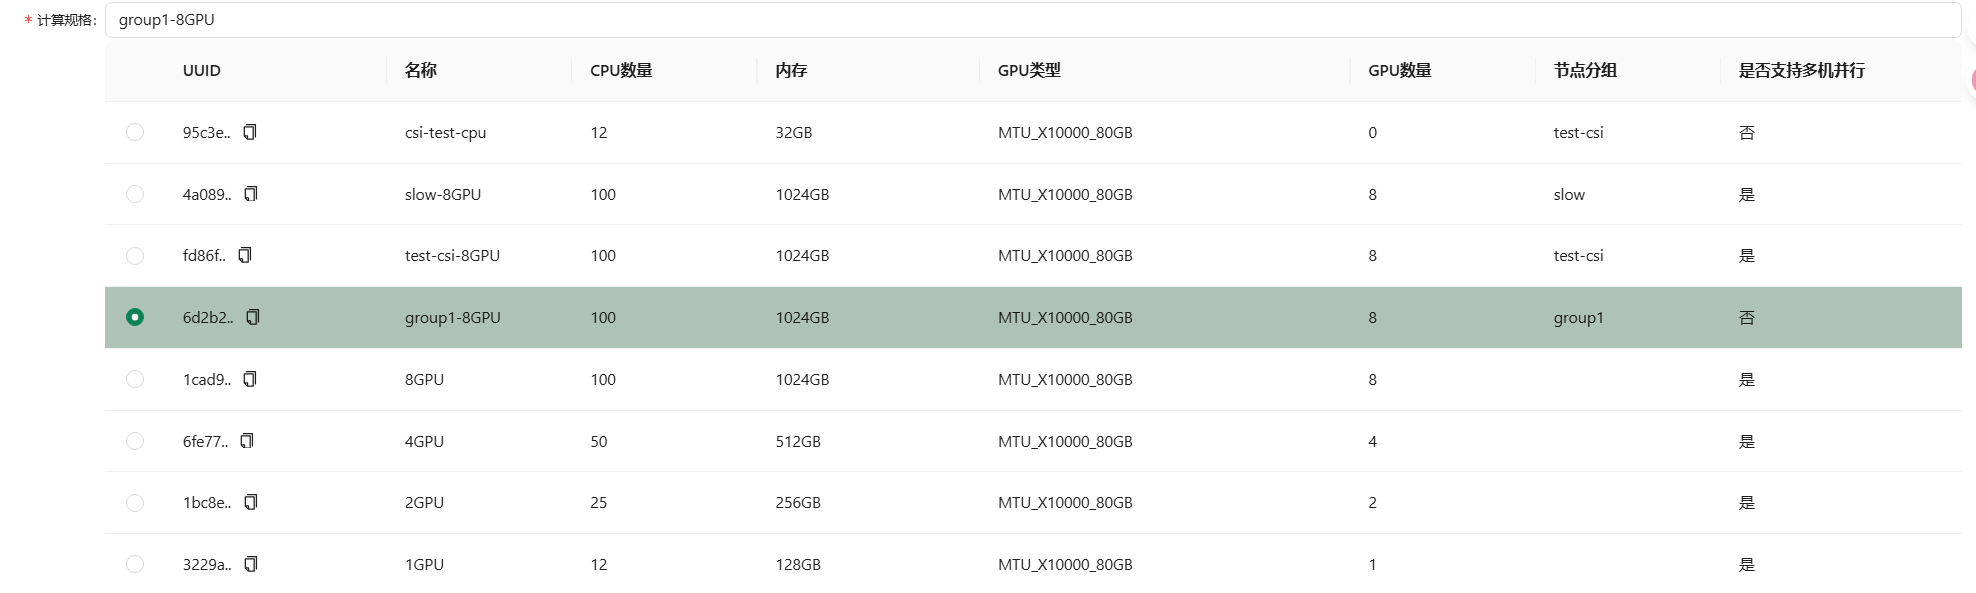 * 计算规格: group1-8GPU
UUID 名称 CPU数量 内存 GPU类型 GPU数量 节点分组 是否支持多机并行
95c3e.. csi-test-cpu 12 32GB MTU_X10000_80GB 0 test-csi 否
4a089.. slow-8GPU 100 1024GB MTU_X10000_80GB 8 slow 是
fd86f.. test-csi-8GPU 100 1024GB MTU_X10000_80GB 8 test-csi 是
6d2b2.. group1-8GPU 100 1024GB MTU_X10000_80GB 8 group1 否
1cad9.. 8GPU 100 1024GB MTU_X10000_80GB 8 是
6fe77.. 4GPU 50 512GB MTU_X10000_80GB 4 是
1bc8e.. 2GPU 25 256GB MTU_X10000_80GB 2 是
3229a.. 1GPU 12 128GB MTU_X10000_80GB 1 是